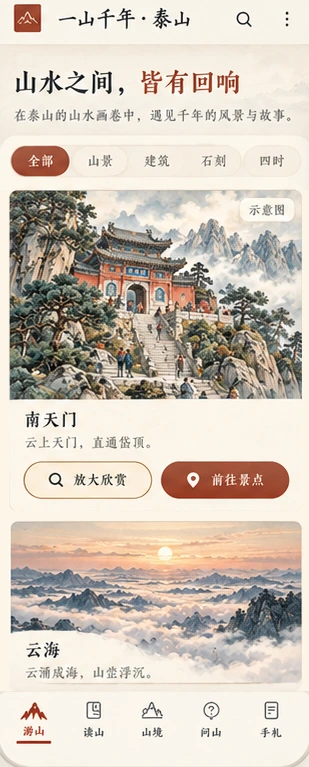 一山千年·泰山
山水之间，皆有回响
在泰山的山水画卷中，遇见千年的风景与故事。
全部
山景
建筑
石刻
四时
示意图
南天门
云上天门，直通岱顶。
放大欣赏
前往景点
云海
云涌成海，山峦浮沉。
游山
读山
山境
问山
手札